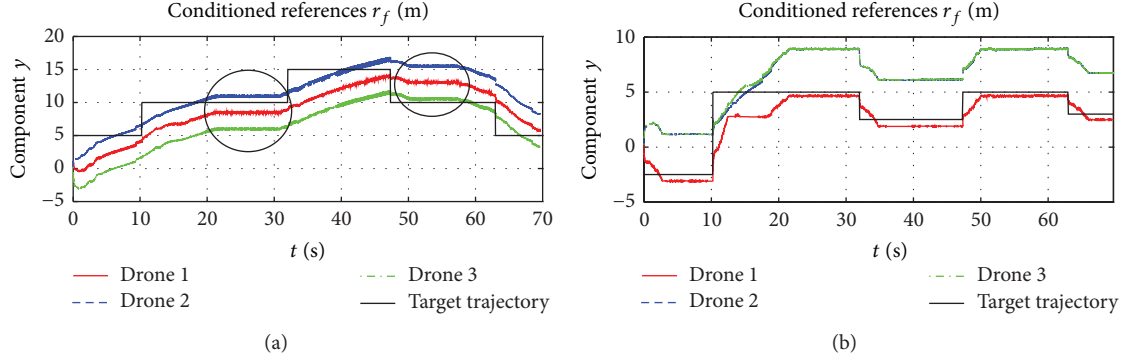 Conditioned references r_f (m)
Component y
20
15
10
5
0
−5
0 10 20 30 40 50 60 70
t (s)
Drone 1
Drone 2
Drone 3
Target trajectory
(a)
Conditioned references r_f (m)
Component y
10
5
0
−5
0 10 20 30 40 50 60
t (s)
Drone 1
Drone 2
Drone 3
Target trajectory
(b)